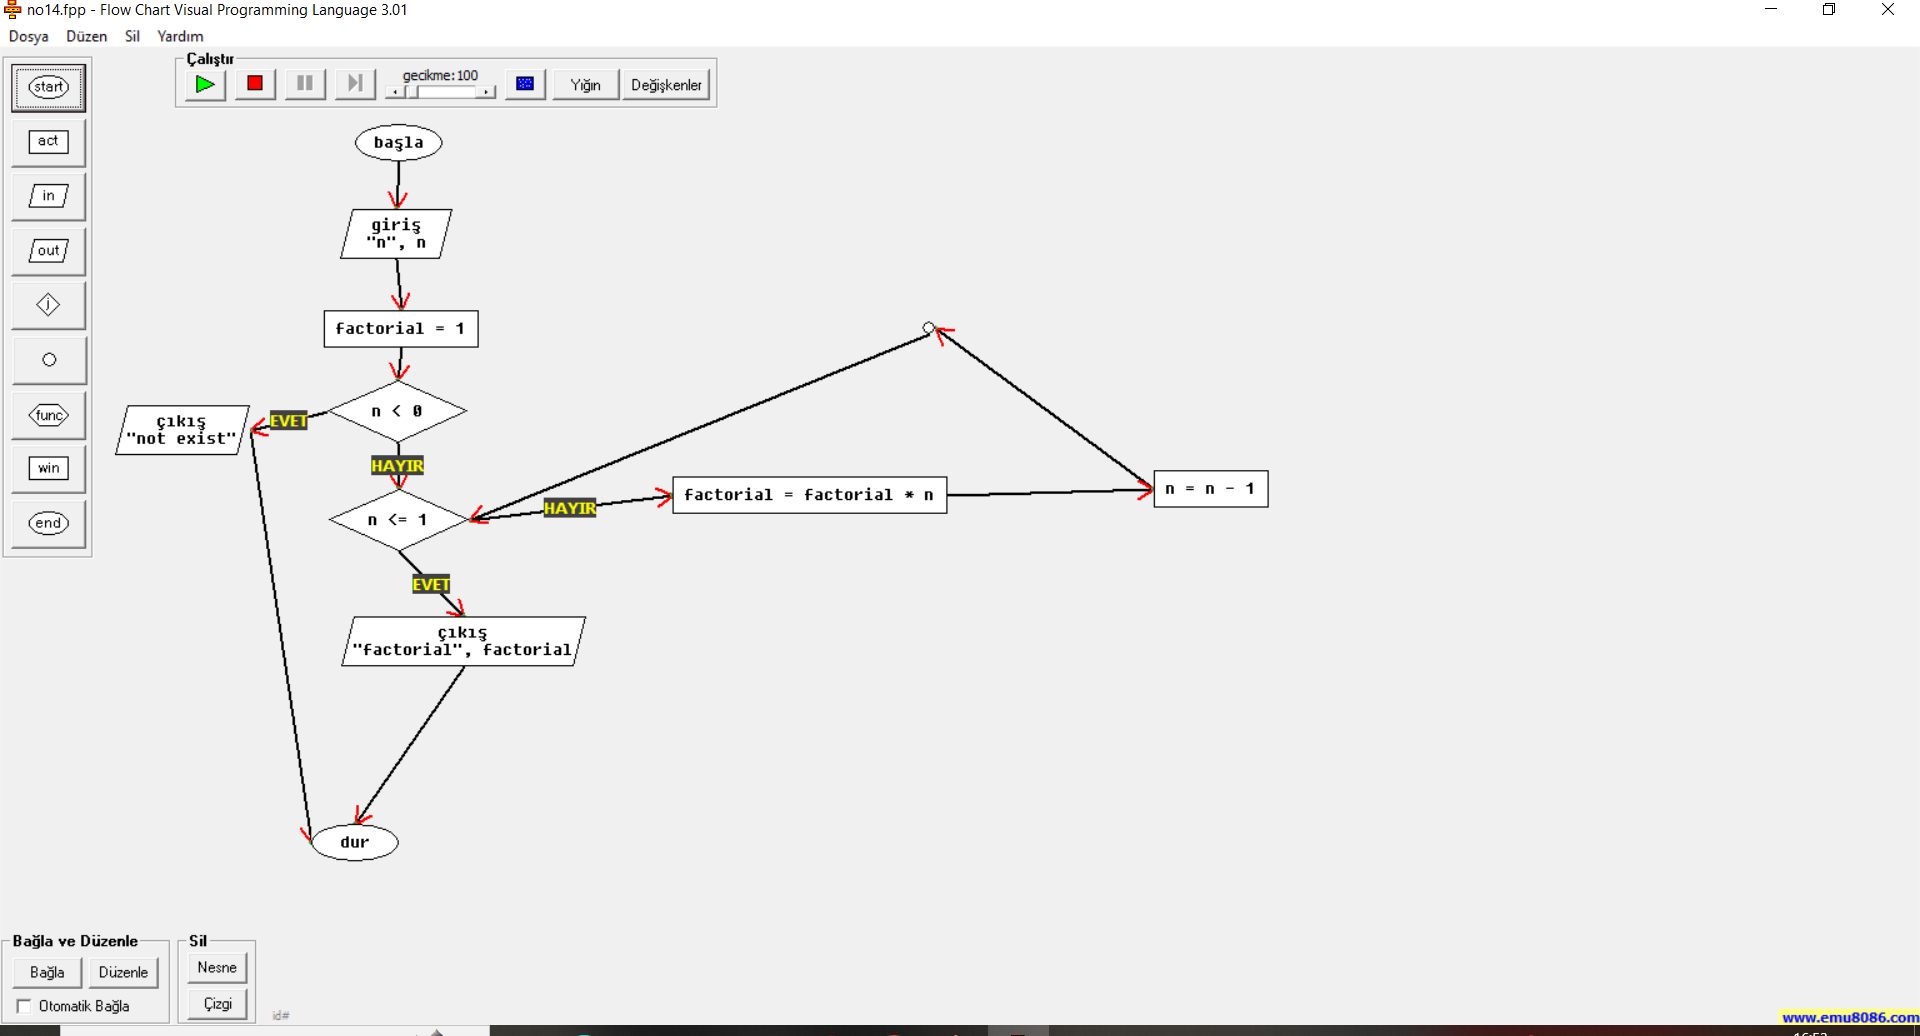 no14.fpp - Flow Chart Visual Programming Language 3.01
Dosya Düzen Sil Yardım
Çalıştır
gecikme:100
Yığın
Değişkenler
start
act
in
out
j
func
win
end
başla
giriş
"n", n
factorial = 1
n < 0
EVET
çıkış
"not exist"
HAYIR
n <= 1
HAYIR
factorial = factorial * n
n = n - 1
EVET
çıkış
"factorial", factorial
dur
Bağla ve Düzenle
Bağla
Düzenle
Otomatik Bağla
Sil
Nesne
Çizgi
id#
www.emu8086.com